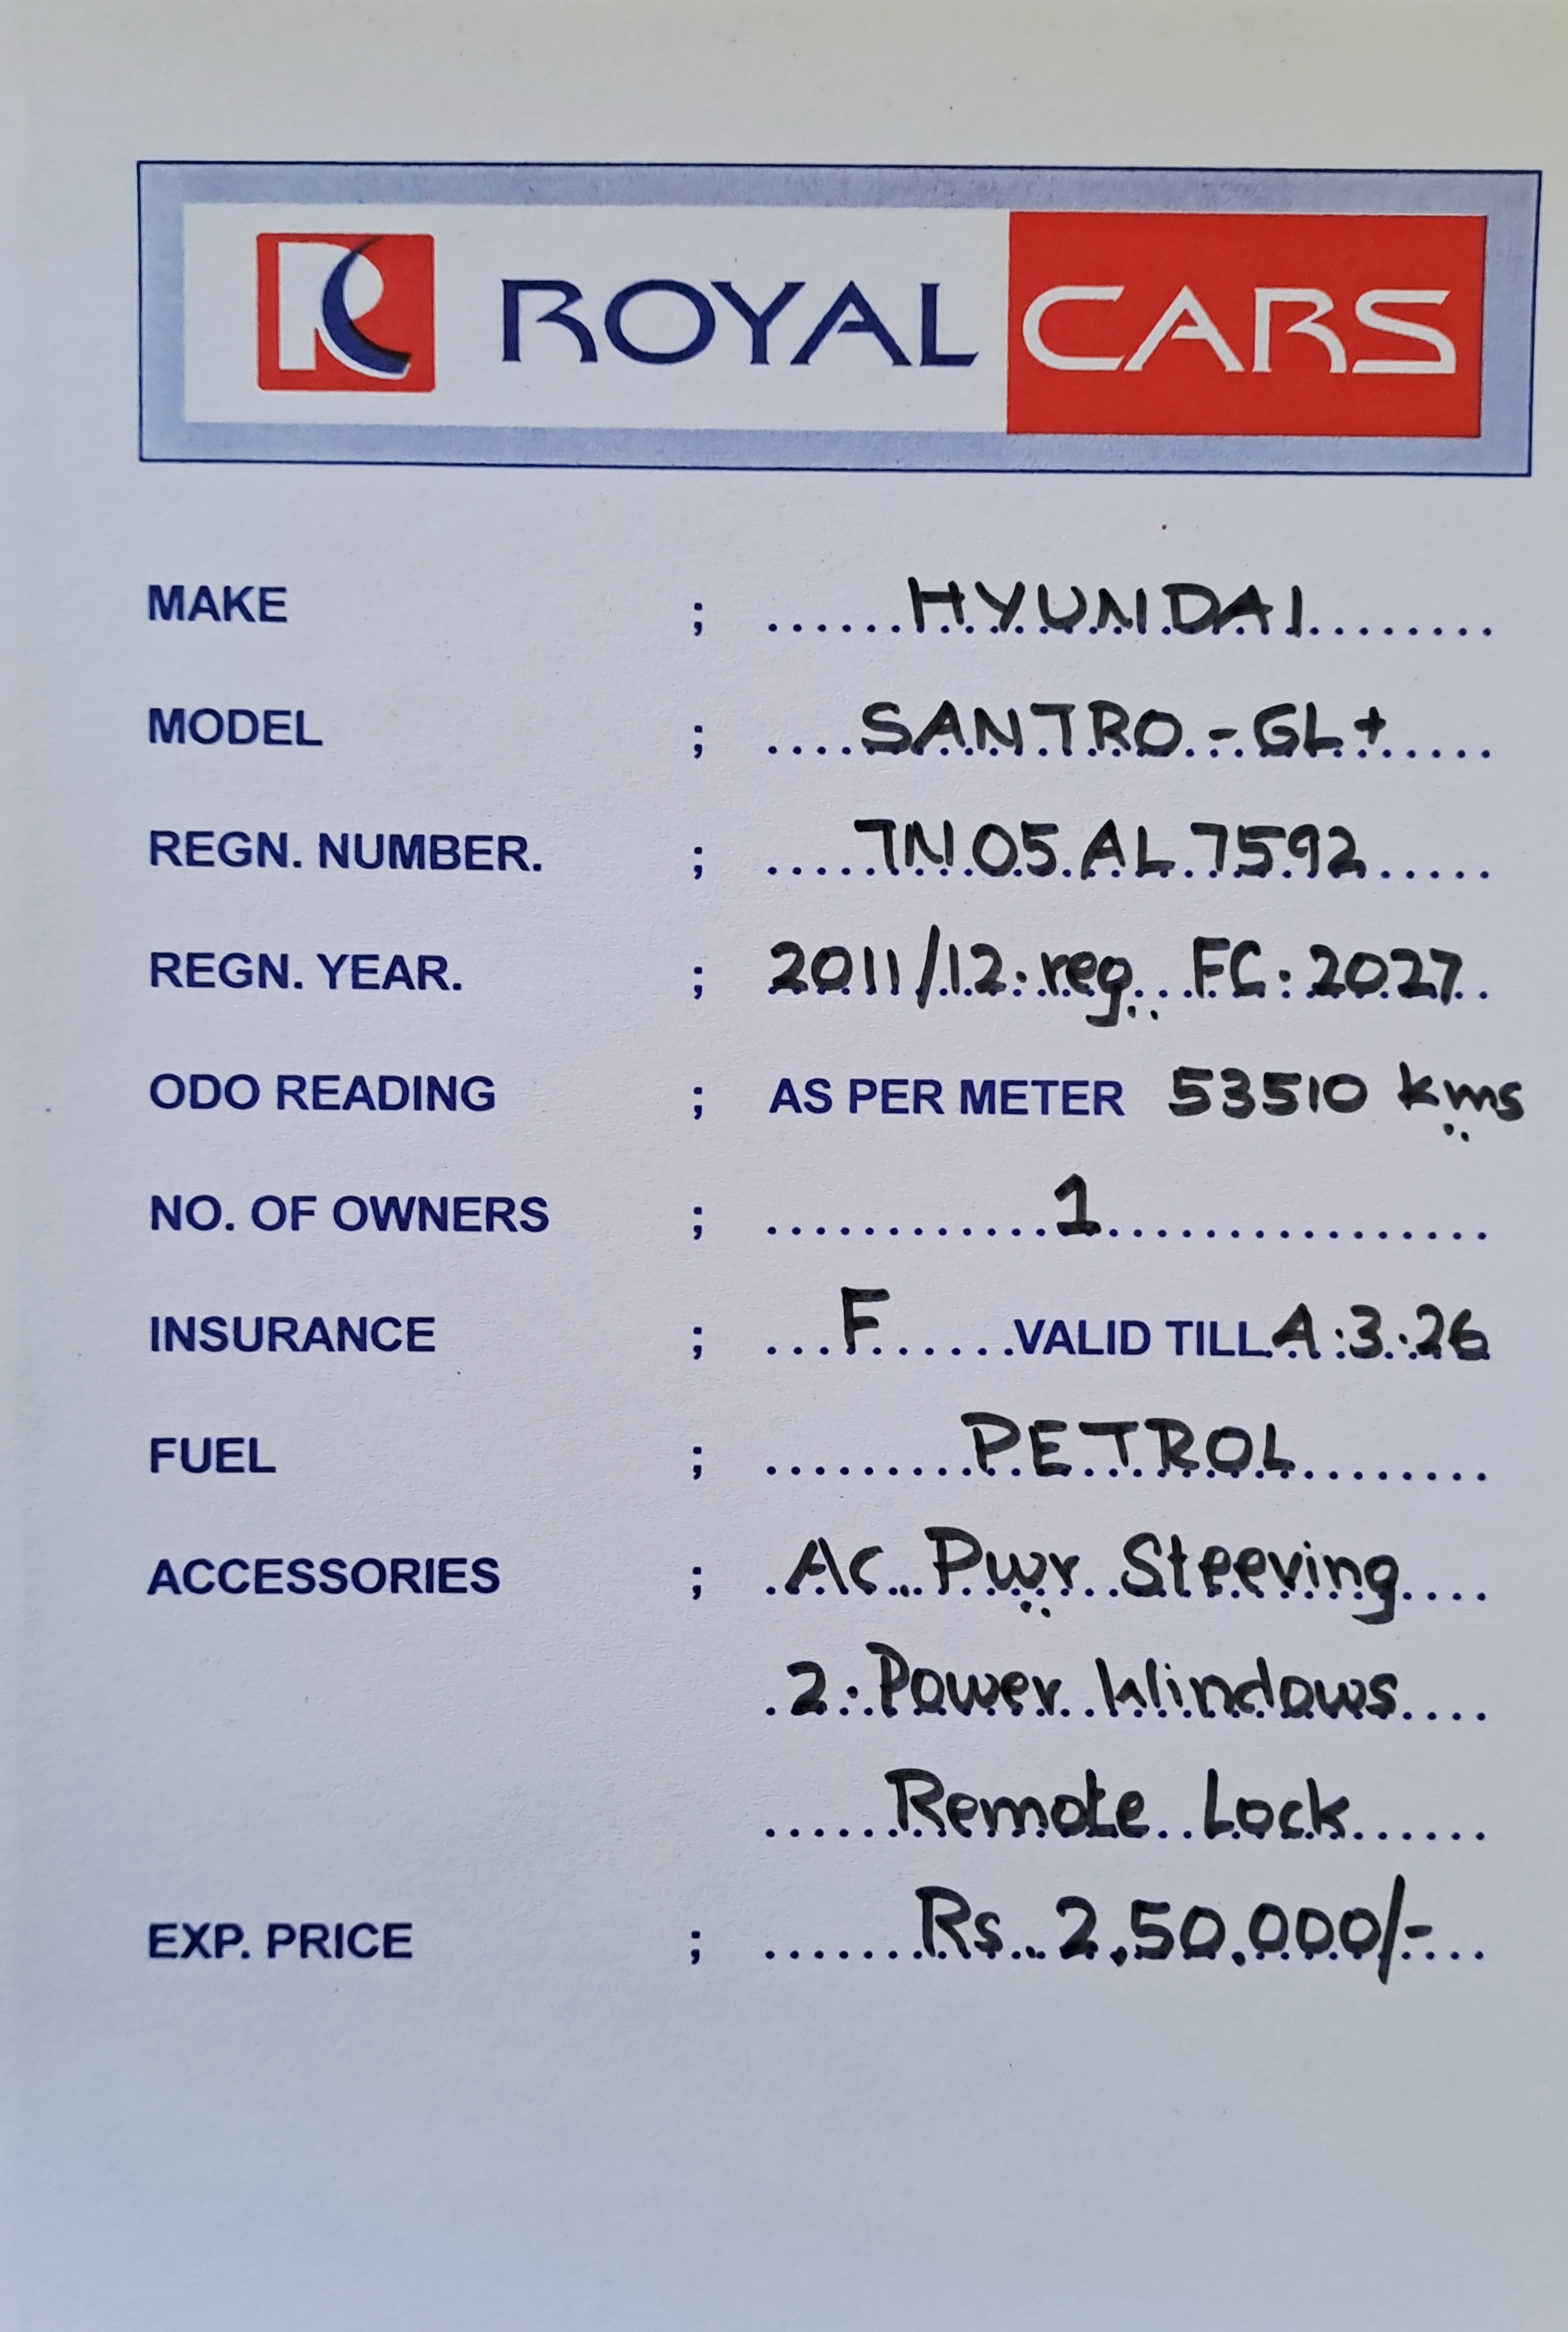 R ROYAL CARS
MAKE ; HYUNDAI
MODEL ; SANTRO - GL+
REGN. NUMBER. ; TN 05 AL 7592
REGN. YEAR. ; 2011/12 reg FC: 2027
ODO READING ; AS PER METER 53510 kms
NO. OF OWNERS ; 1
INSURANCE ; F VALID TILL 4.3.26
FUEL ; PETROL
ACCESSORIES ; Ac Pwr Steering
2. Power Windows
Remote Lock
EXP. PRICE ; Rs. 2,50,000/-